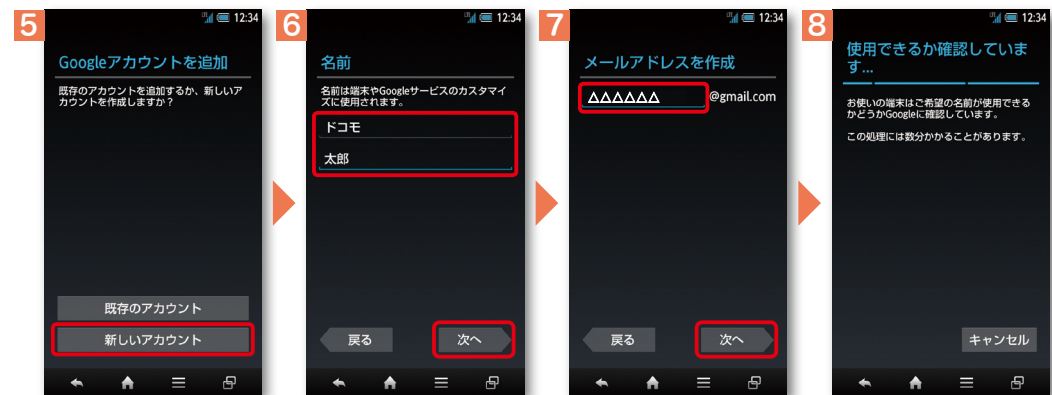 5
12:34
Googleアカウントを追加
既存のアカウントを追加するか、新しいア
カウントを作成しますか？
既存のアカウント
新しいアカウント
6
12:34
名前
名前は端末やGoogleサービスのカスタマイ
ズに使用されます。
ドコモ
太郎
戻る
次へ
7
12:34
メールアドレスを作成
△△△△△△ @gmail.com
戻る
次へ
8
12:34
使用できるか確認していま
す...
お使いの端末はご希望の名前が使用できる
かどうかGoogleに確認しています。
この処理には数分かかることがあります。
キャンセル